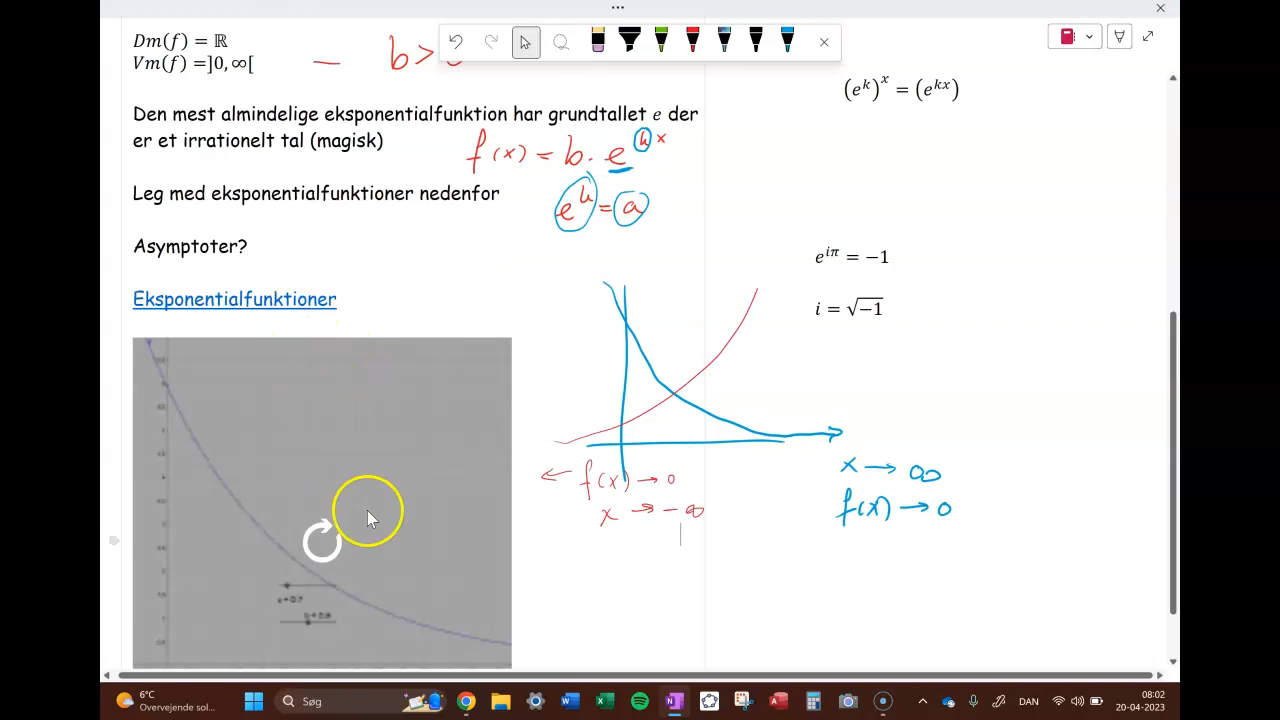 Dm(f) = ℝ
Vm(f) = ]0, ∞[
— b >
(e^k)^x = (e^{kx})
Den mest almindelige eksponentialfunktion har grundtallet e der
er et irrationelt tal (magisk)
f(x) = b · e^{kx}
Leg med eksponentialfunktioner nedenfor
e^k = a
Asymptoter?
e^{iπ} = −1
Eksponentialfunktioner
i = √−1
x → ∞
f(x) → 0
f(x) → 0
x → −∞
6°C
Overvejende sol...
Søg
DAN
08:02
20-04-2023